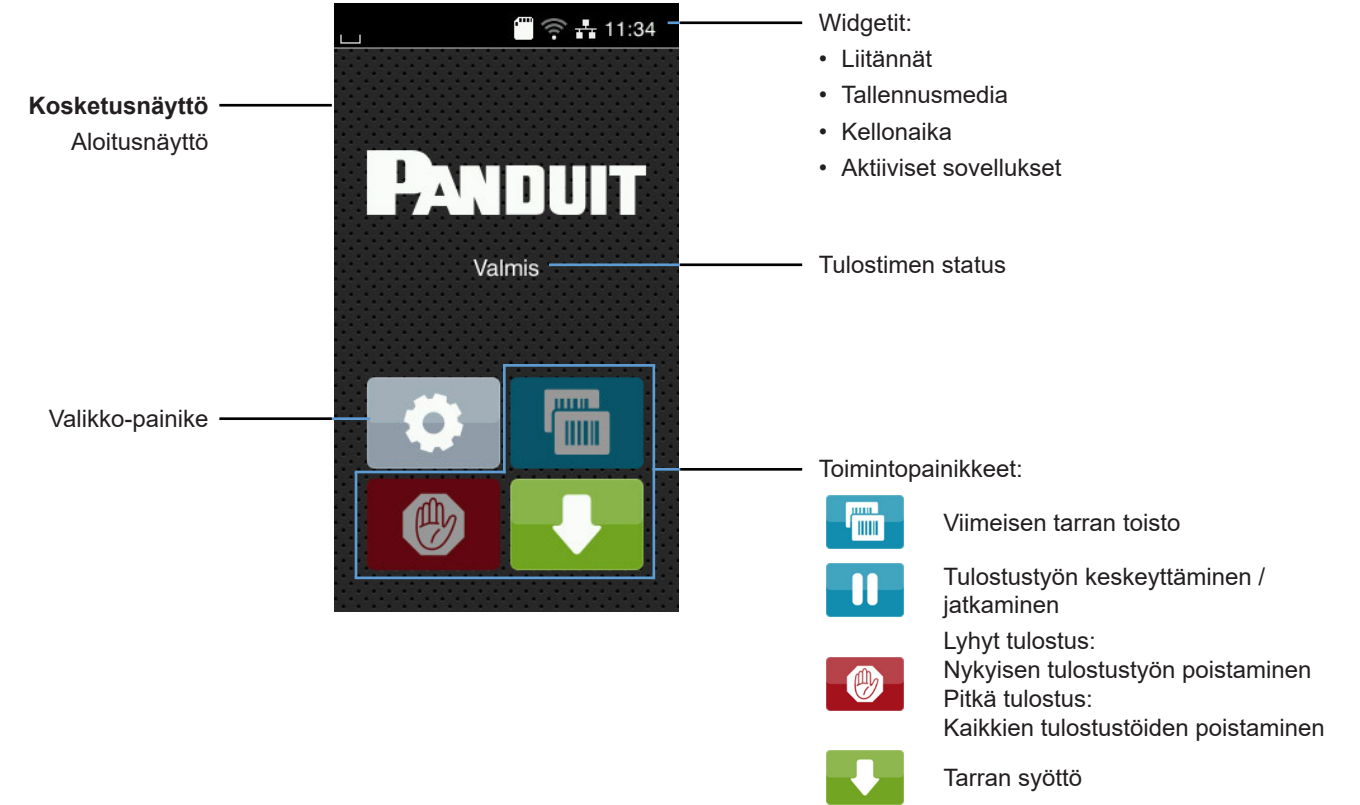 11:34
Kosketusnäyttö
Aloitusnäyttö
PANDUIT
Valmis
Valikko-painike
Widgetit:
• Liitännät
• Tallennusmedia
• Kellonaika
• Aktiiviset sovellukset
Tulostimen status
Toimintopainikkeet:
Viimeisen tarran toisto
Tulostustyön keskeyttäminen /
jatkaminen
Lyhyt tulostus:
Nykyisen tulostustyön poistaminen
Pitkä tulostus:
Kaikkien tulostustöiden poistaminen
Tarran syöttö